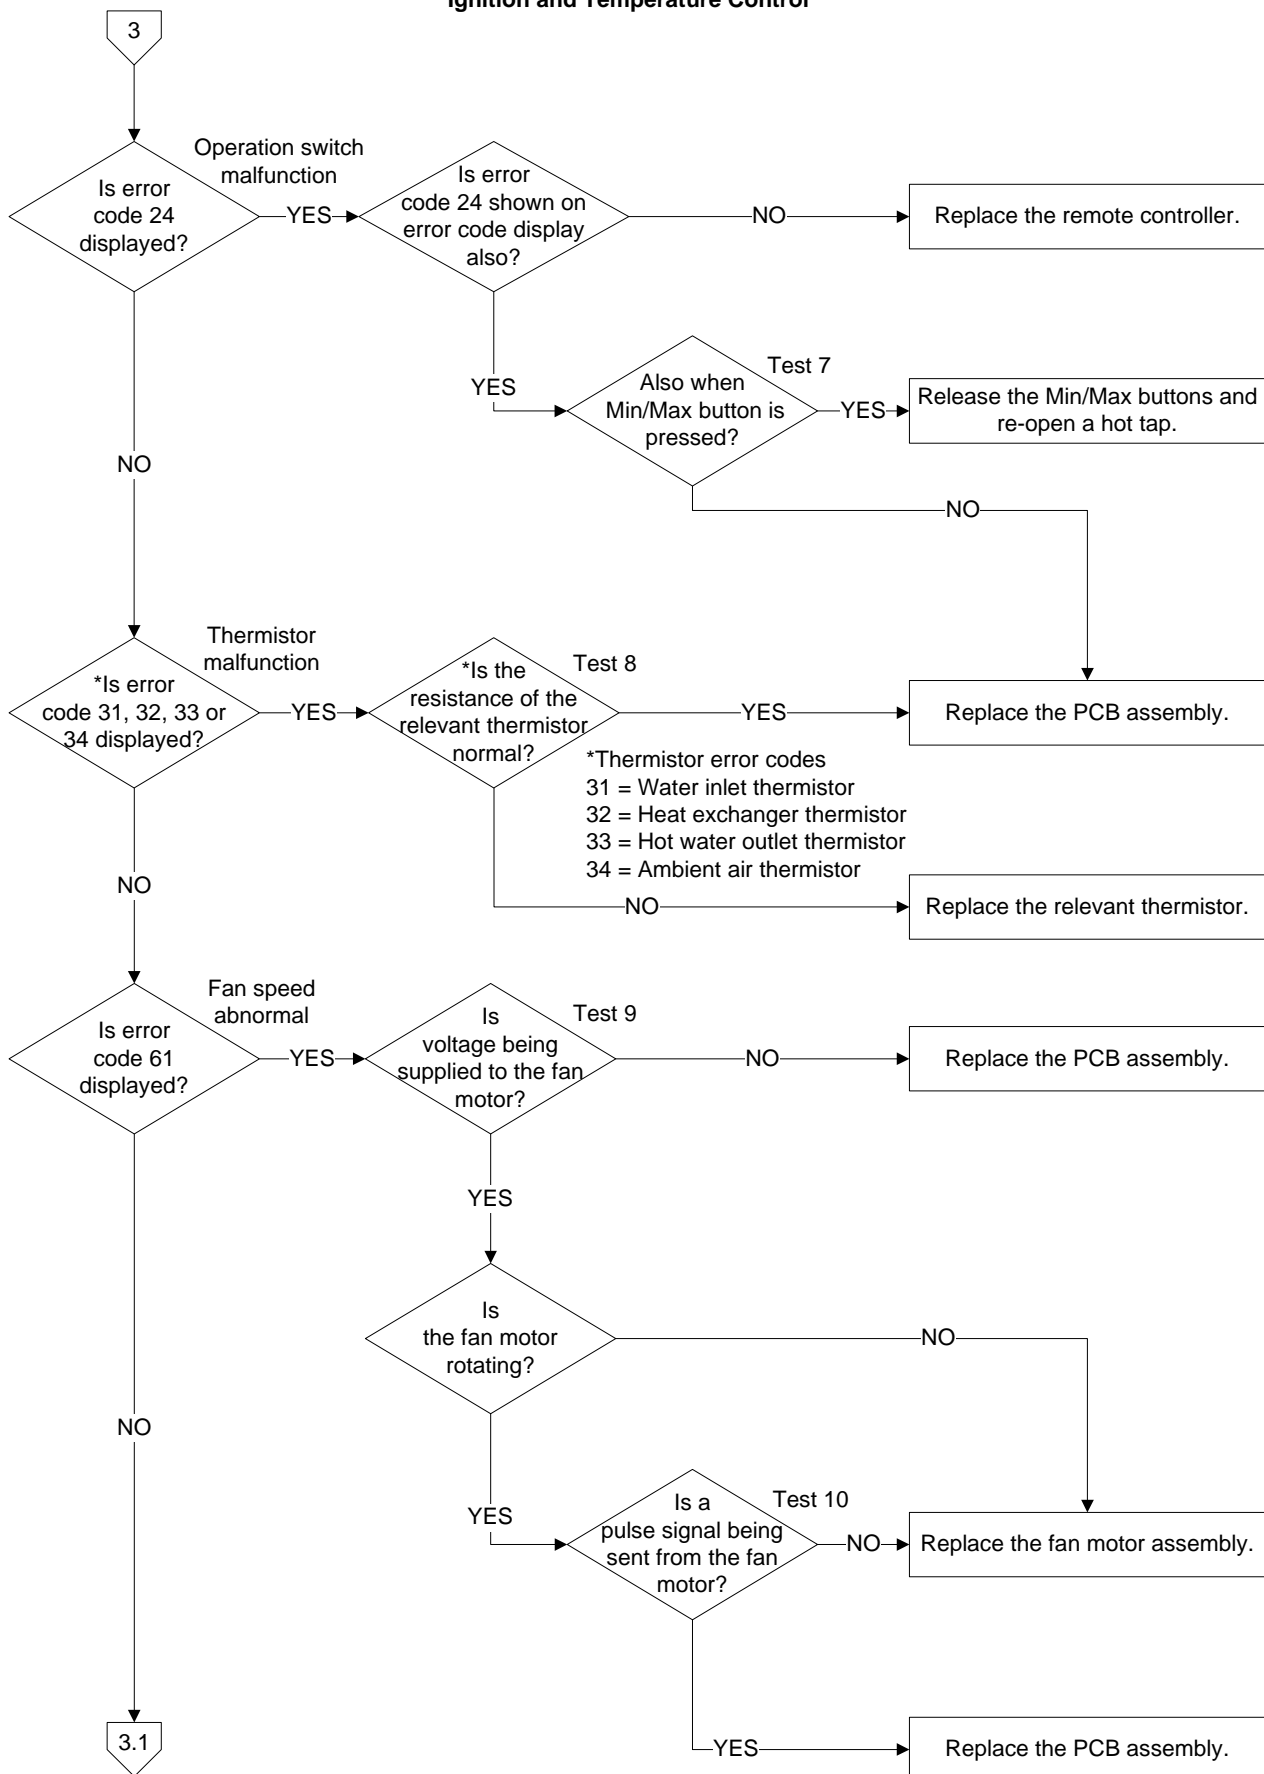 Ignition and Temperature Control
3
Operation switch
malfunction
Is error
code 24
displayed?
YES
Is error
code 24 shown on
error code display
also?
NO
Replace the remote controller.
YES
Also when
Min/Max button is
pressed?
Test 7
YES
Release the Min/Max buttons and
re-open a hot tap.
NO
NO
Thermistor
malfunction
*Is error
code 31, 32, 33 or
34 displayed?
YES
*Is the
resistance of the
relevant thermistor
normal?
Test 8
YES
Replace the PCB assembly.
*Thermistor error codes
31 = Water inlet thermistor
32 = Heat exchanger thermistor
33 = Hot water outlet thermistor
34 = Ambient air thermistor
NO
NO
Replace the relevant thermistor.
Fan speed
abnormal
Is error
code 61
displayed?
YES
Is
voltage being
supplied to the fan
motor?
Test 9
NO
Replace the PCB assembly.
YES
Is
the fan motor
rotating?
NO
NO
YES
Is a
pulse signal being
sent from the fan
motor?
Test 10
NO
Replace the fan motor assembly.
3.1
YES
Replace the PCB assembly.